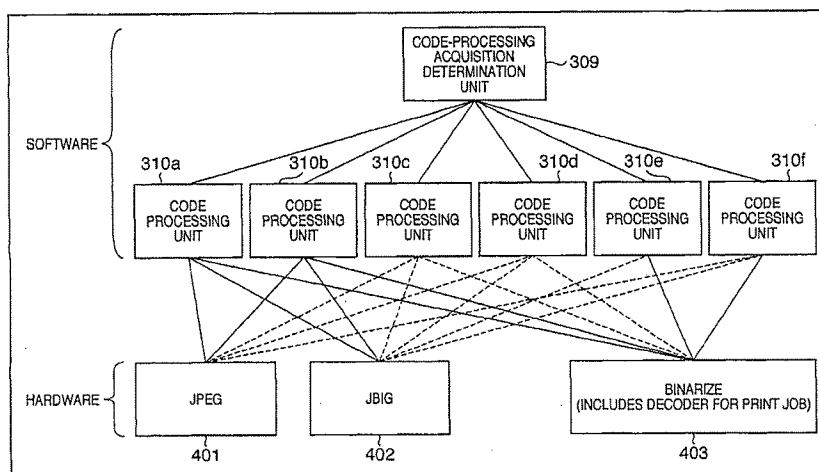 CODE-PROCESSING
ACQUISITION
DETERMINATION
UNIT
309
SOFTWARE
310a
310b
310c
310d
310e
310f
CODE
PROCESSING
UNIT
CODE
PROCESSING
UNIT
CODE
PROCESSING
UNIT
CODE
PROCESSING
UNIT
CODE
PROCESSING
UNIT
CODE
PROCESSING
UNIT
HARDWARE
JPEG
JBIG
BINARIZE
(INCLUDES DECODER FOR PRINT JOB)
401
402
403